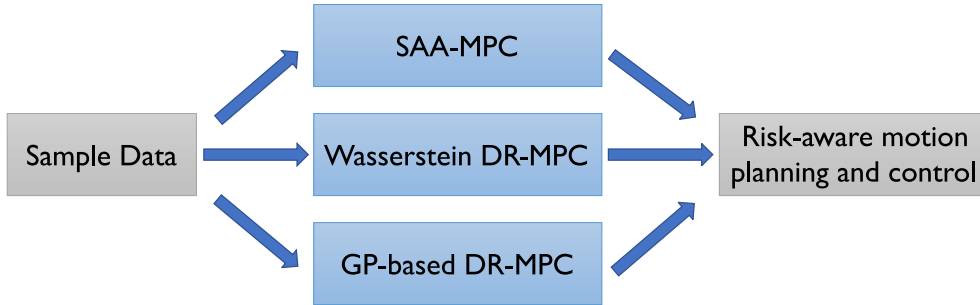 SAA-MPC
Sample Data
Wasserstein DR-MPC
Risk-aware motion
planning and control
GP-based DR-MPC